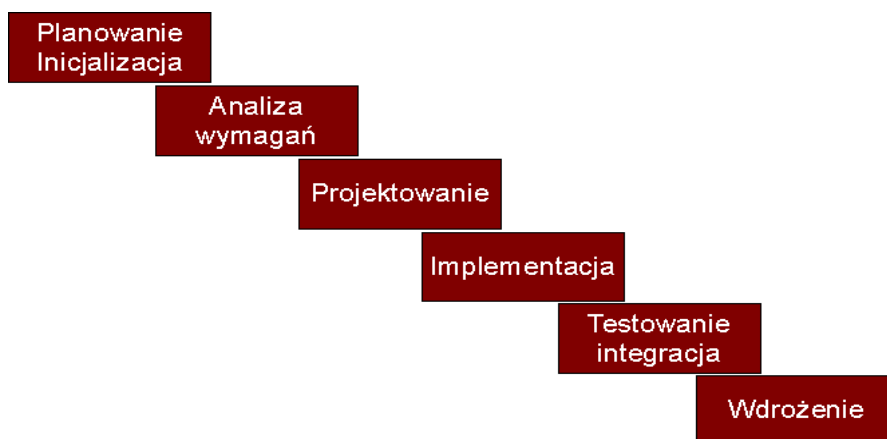 Planowanie
Inicjalizacja
Analiza
wymagań
Projektowanie
Implementacja
Testowanie
integracja
Wdrożenie